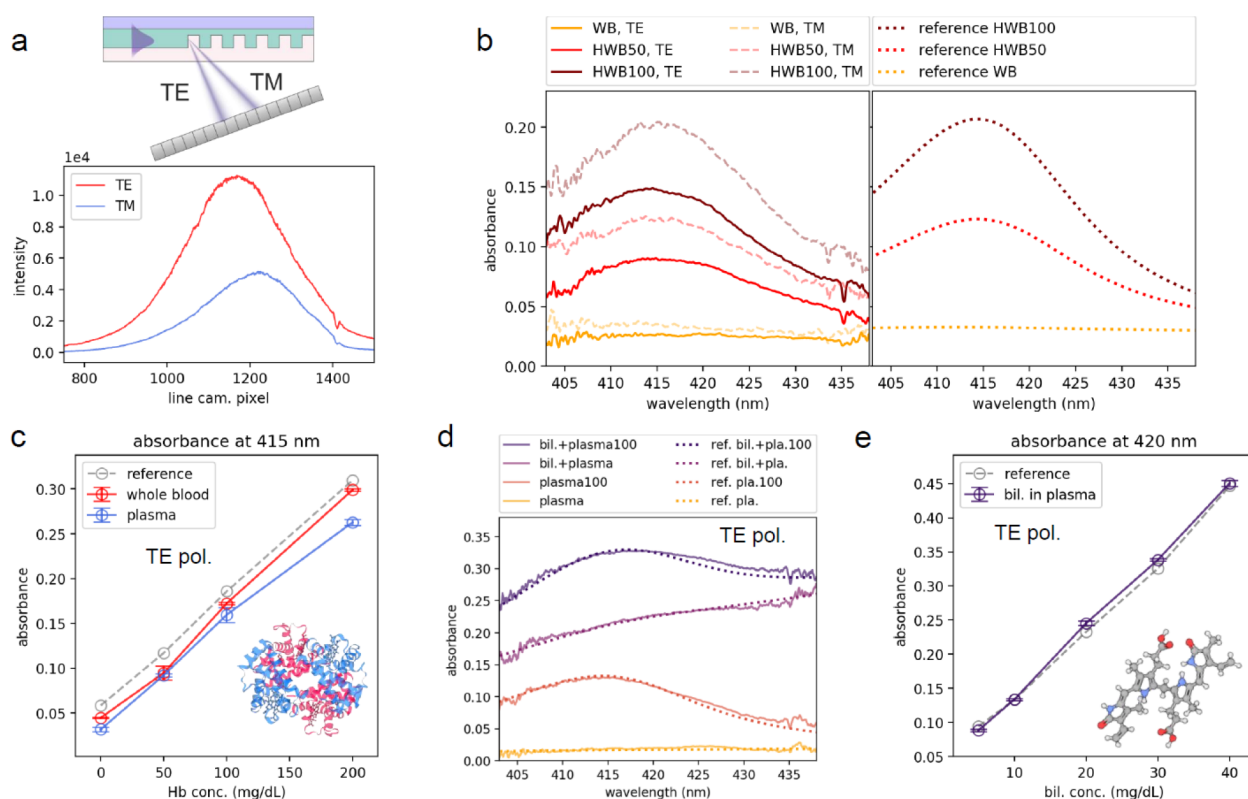 a
TE
TM
1e4
TE
TM
1.0
0.8
0.6
0.4
0.2
0.0
intensity
800
1000
1200
1400
line cam. pixel
b
WB, TE
HWB50, TE
HWB100, TE
WB, TM
HWB50, TM
HWB100, TM
reference HWB100
reference HWB50
reference WB
0.20
0.15
0.10
0.05
0.00
absorbance
405
410
415
420
425
430
435
wavelength (nm)
405
410
415
420
425
430
435
wavelength (nm)
c
absorbance at 415 nm
reference
whole blood
plasma
TE pol.
0.30
0.25
0.20
0.15
0.10
0.05
absorbance
0
50
100
200
Hb conc. (mg/dL)
d
bil.+plasma100
bil.+plasma
plasma100
plasma
ref. bil.+pla.100
ref. bil.+pla.
ref. pla.100
ref. pla.
TE pol.
0.35
0.30
0.25
0.20
0.15
0.10
0.05
0.00
absorbance
405
408
411
414
417
420
423
426
429
432
435
438
wavelength (nm)
e
absorbance at 420 nm
reference
bil. in plasma
TE pol.
0.45
0.40
0.35
0.30
0.25
0.20
0.15
0.10
0.05
absorbance
10
20
30
40
bil. conc. (mg/dL)